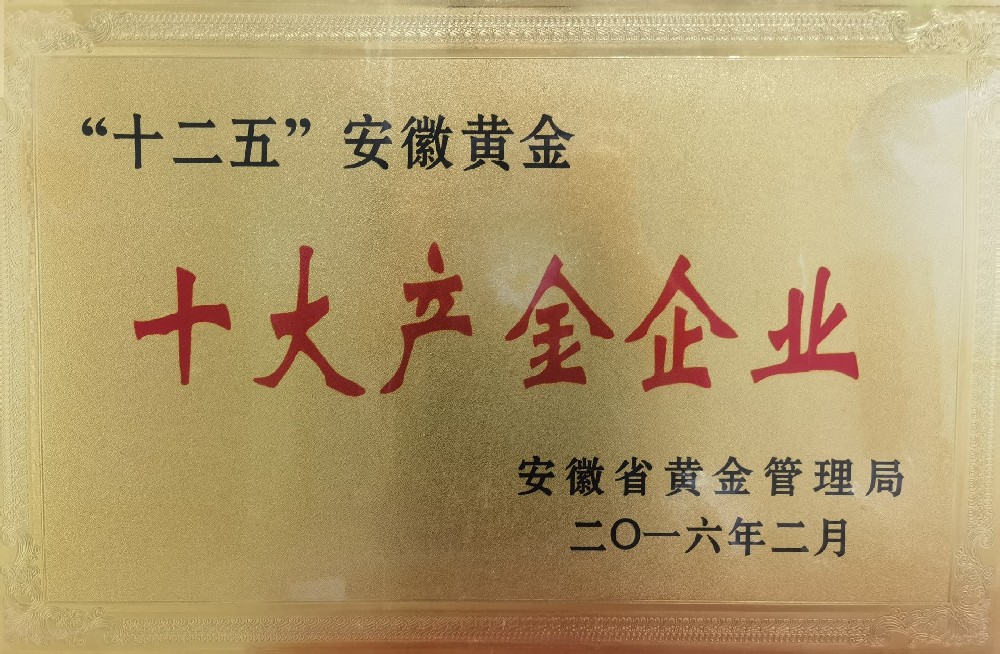 “十二五”安徽黄金
十大产金企业
安徽省黄金管理局
二〇一六年二月